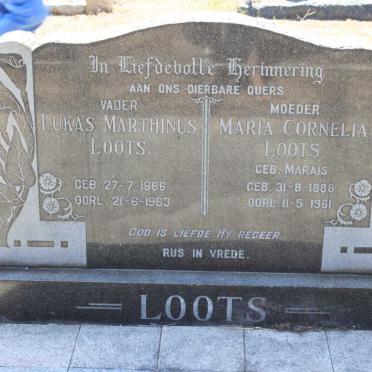 In Liefdevolle Herinnering
AAN ONS DIERBARE OUERS
VADER
LUKAS MARTHINUS
LOOTS
GEB. 27-7-1886
OORL. 21-6-1963
MOEDER
MARIA CORNELIA
LOOTS
GEB. MARAIS
GEB. 31-8-1888
OORL. 11-5-1961.
GOD IS LIEFDE HY REGEER
RUS IN VREDE.
LOOTS